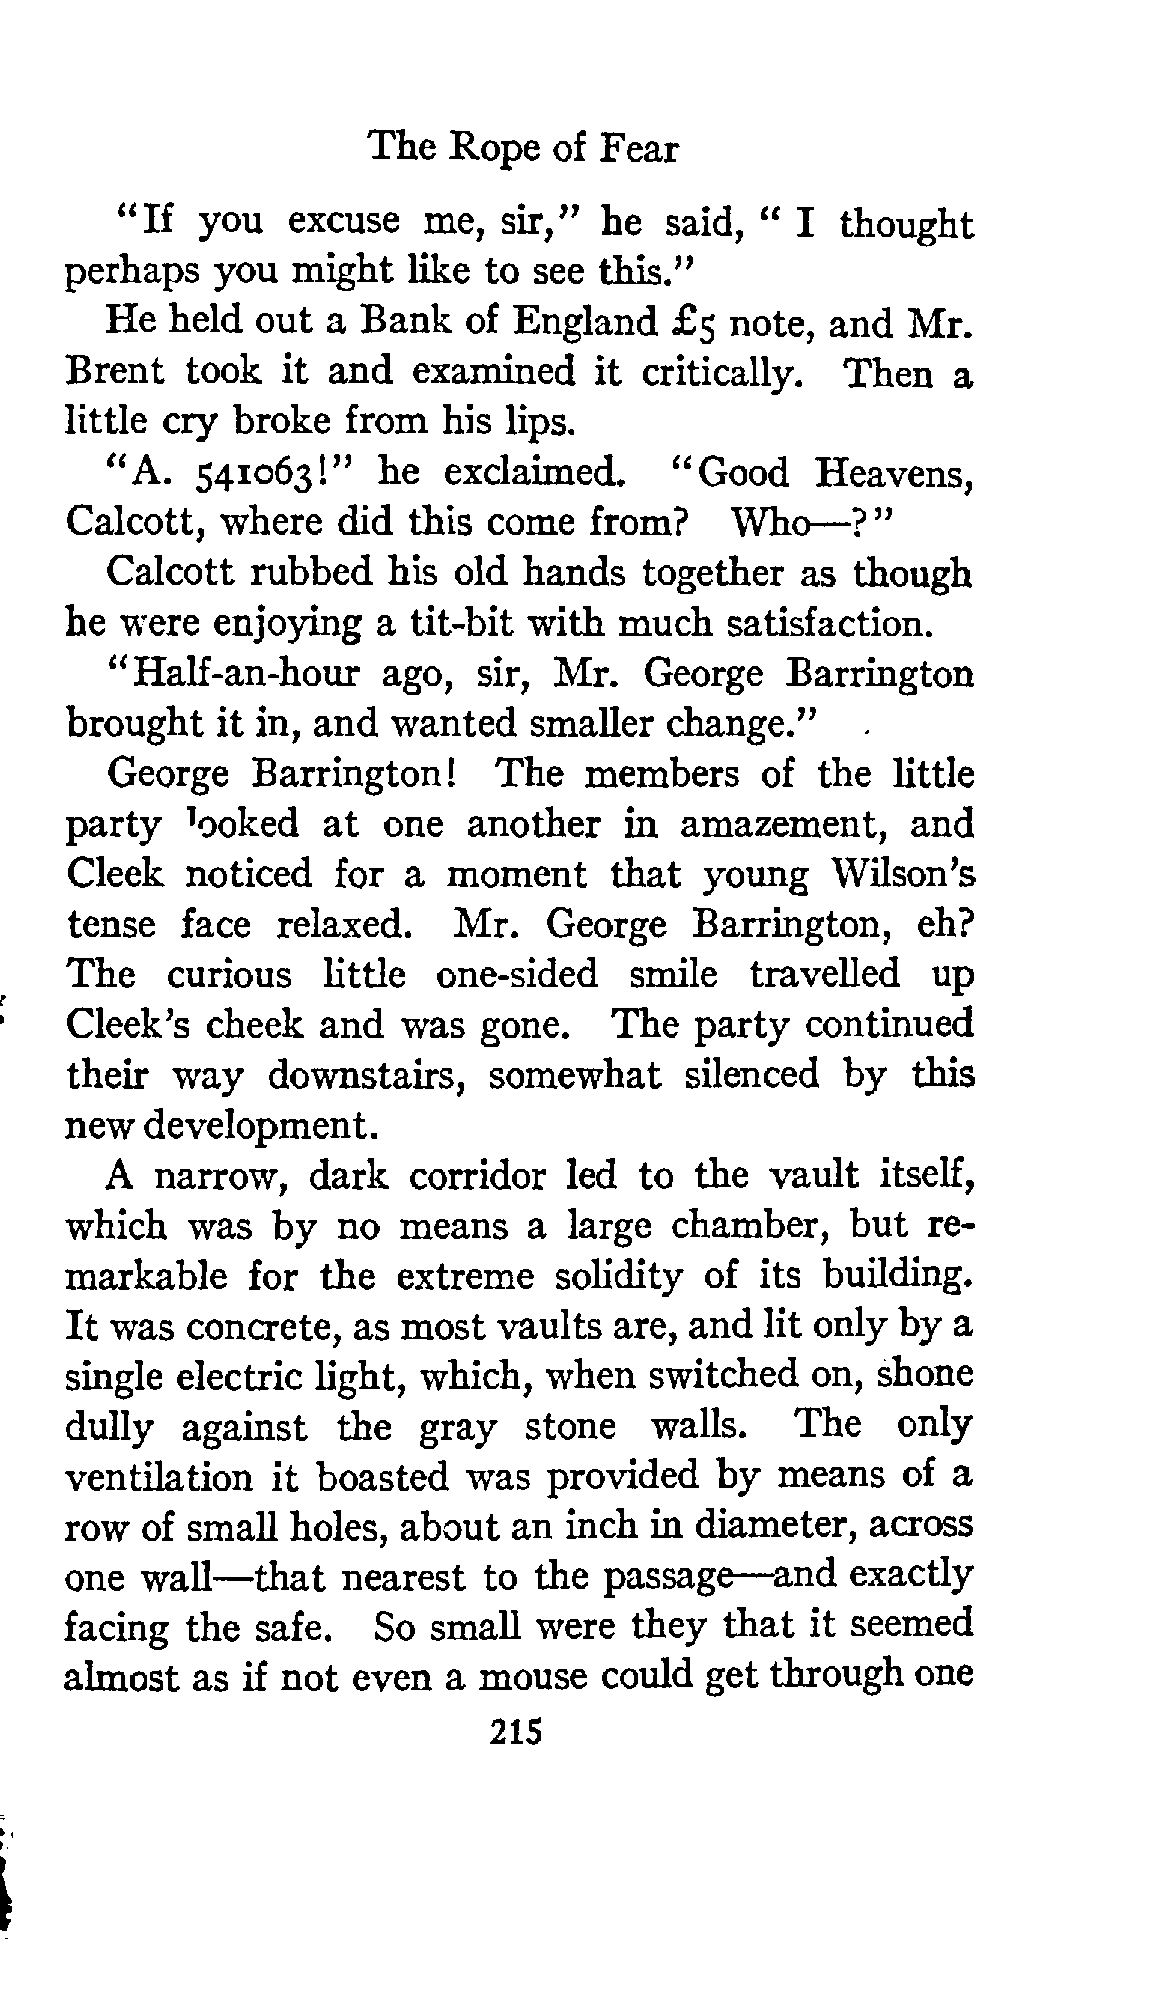 The Rope of Fear
"If you excuse me, sir," he said, " I thought
perhaps you might like to see this."
He held out a Bank of England £5 note, and Mr.
Brent took it and examined it critically. Then a
little cry broke from his lips.
"A. 541063!" he exclaimed. "Good Heavens,
Calcott, where did this come from? Who—?"
Calcott rubbed his old hands together as though
he were enjoying a tit-bit with much satisfaction.
"Half-an-hour ago, sir, Mr. George Barrington
brought it in, and wanted smaller change."
George Barrington! The members of the little
party looked at one another in amazement, and
Cleek noticed for a moment that young Wilson's
tense face relaxed. Mr. George Barrington, eh?
The curious little one-sided smile travelled up
Cleek's cheek and was gone. The party continued
their way downstairs, somewhat silenced by this
new development.
A narrow, dark corridor led to the vault itself,
which was by no means a large chamber, but re-
markable for the extreme solidity of its building.
It was concrete, as most vaults are, and lit only by a
single electric light, which, when switched on, shone
dully against the gray stone walls. The only
ventilation it boasted was provided by means of a
row of small holes, about an inch in diameter, across
one wall—that nearest to the passage—and exactly
facing the safe. So small were they that it seemed
almost as if not even a mouse could get through one
215